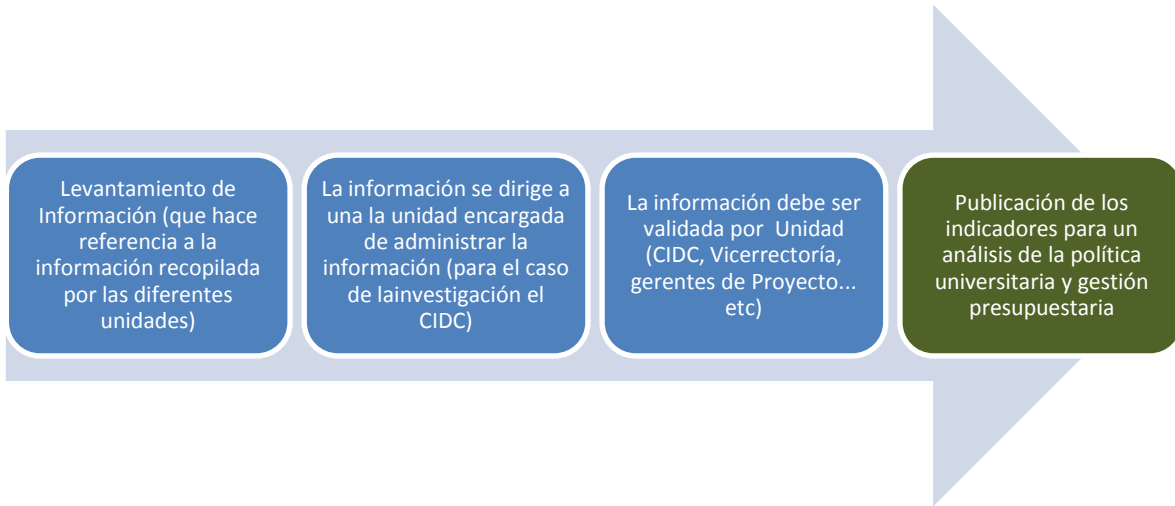 Levantamiento de
Información (que hace
referencia a la
información recopilada
por las diferentes
unidades)
La información se dirige a
una la unidad encargada
de administrar la
información (para el caso
de lainvestigación el
CIDC)
La información debe ser
validada por  Unidad
(CIDC, Vicerrectoría,
gerentes de Proyecto...
etc)
Publicación de los
indicadores para un
análisis de la política
universitaria y gestión
presupuestaria